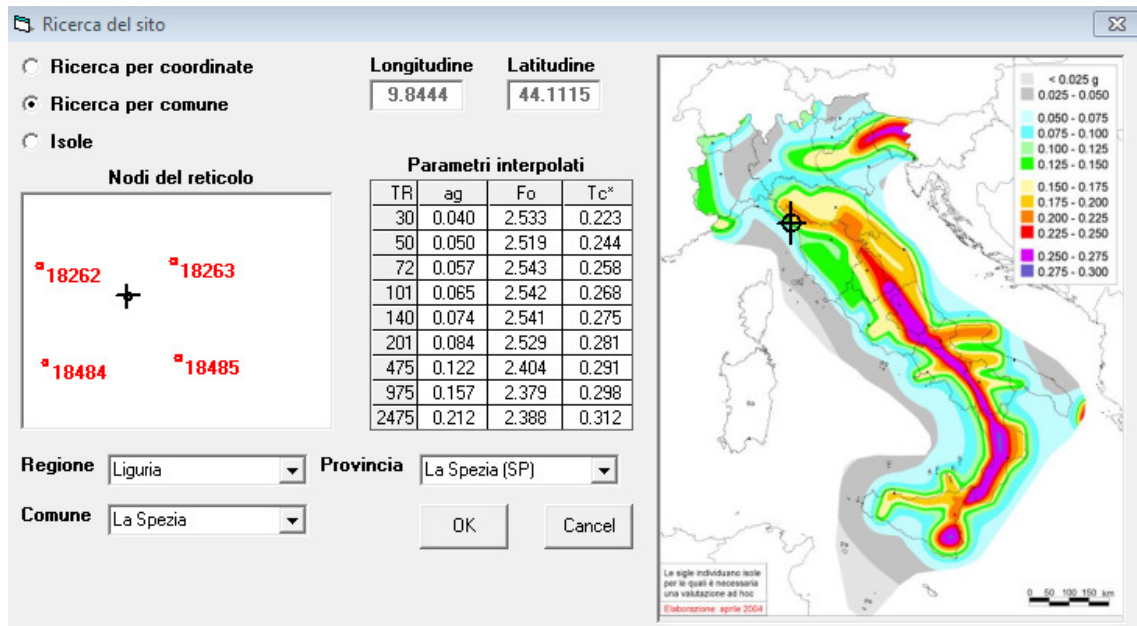 Ricerca del sito
Ricerca per coordinate
Ricerca per comune
Isole
Longitudine Latitudine
9.8444 44.1115
Nodi del reticolo
18262 18263
18484 18485
Parametri interpolati
TR ag Fo Tc*
30 0.040 2.533 0.223
50 0.050 2.519 0.244
72 0.057 2.543 0.258
101 0.065 2.542 0.268
140 0.074 2.541 0.275
201 0.084 2.529 0.281
475 0.122 2.404 0.291
975 0.157 2.379 0.298
2475 0.212 2.388 0.312
Regione Liguria Provincia La Spezia (SP)
Comune La Spezia
OK Cancel
< 0.025 g
0.025 - 0.050
0.050 - 0.075
0.075 - 0.100
0.100 - 0.125
0.125 - 0.150
0.150 - 0.175
0.175 - 0.200
0.200 - 0.225
0.225 - 0.250
0.250 - 0.275
0.275 - 0.300
Le sigle individuano isole
per le quali è necessaria
una valutazione ad hoc
Elaborazione: aprile 2004
0 50 100 150 km